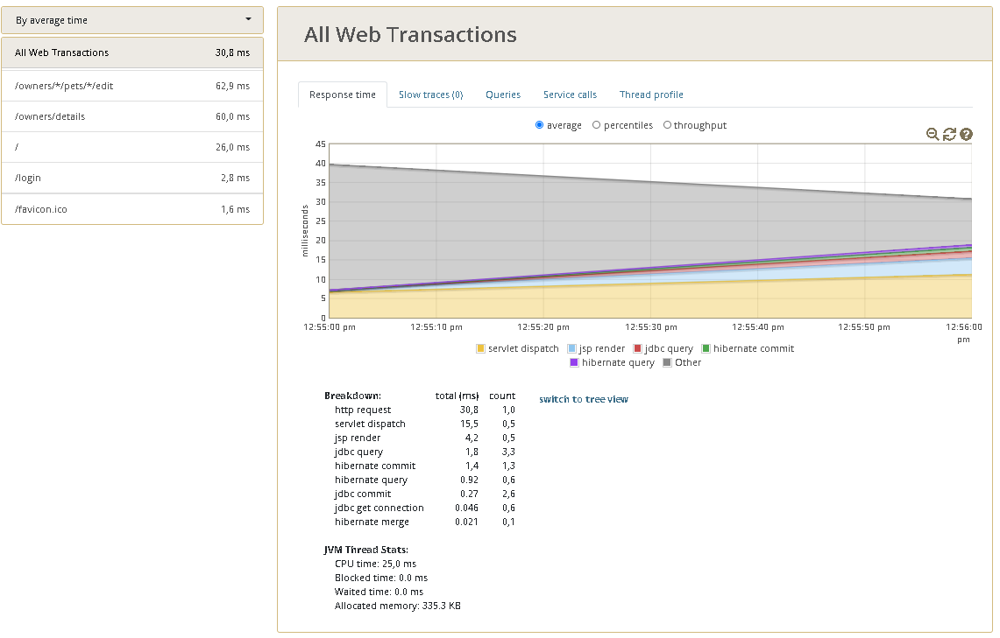 By average time
All Web Transactions 30,8 ms
/owners/*/pets/*/edit 62,9 ms
/owners/details 60,0 ms
/ 26,0 ms
/login 2,8 ms
/favicon.ico 1,6 ms
All Web Transactions
Response time Slow traces (0) Queries Service calls Thread profile
average percentiles throughput
milliseconds
45
40
35
30
25
20
15
10
5
0
12:55:00 pm 12:55:10 pm 12:55:20 pm 12:55:30 pm 12:55:40 pm 12:55:50 pm 12:56:00
pm
servlet dispatch jsp render jdbc query hibernate commit
hibernate query Other
Breakdown: total (ms) count switch to tree view
http request 30,8 1,0
servlet dispatch 15,5 0,5
jsp render 4,2 0,5
jdbc query 1,8 3,3
hibernate commit 1,4 1,3
hibernate query 0.92 0,6
jdbc commit 0.27 2,6
jdbc get connection 0.046 0,6
hibernate merge 0.021 0,1
JVM Thread Stats:
CPU time: 25,0 ms
Blocked time: 0.0 ms
Waited time: 0.0 ms
Allocated memory: 335.3 KB